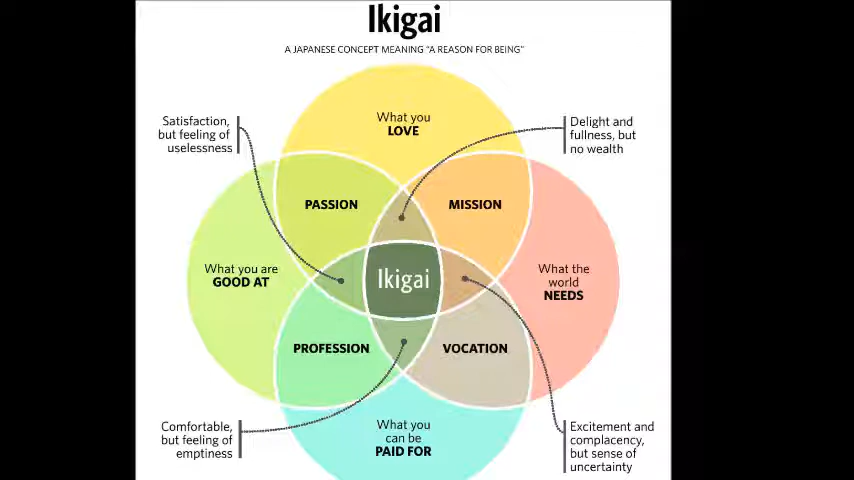 Ikigai
A JAPANESE CONCEPT MEANING "A REASON FOR BEING"
Satisfaction,
but feeling of
uselessness
What you
LOVE
Delight and
fullness, but
no wealth
PASSION
MISSION
What you are
GOOD AT
Ikigai
What the
world
NEEDS
PROFESSION
VOCATION
Comfortable,
but feeling of
emptiness
What you
can be
PAID FOR
Excitement and
complacency,
but sense of
uncertainty